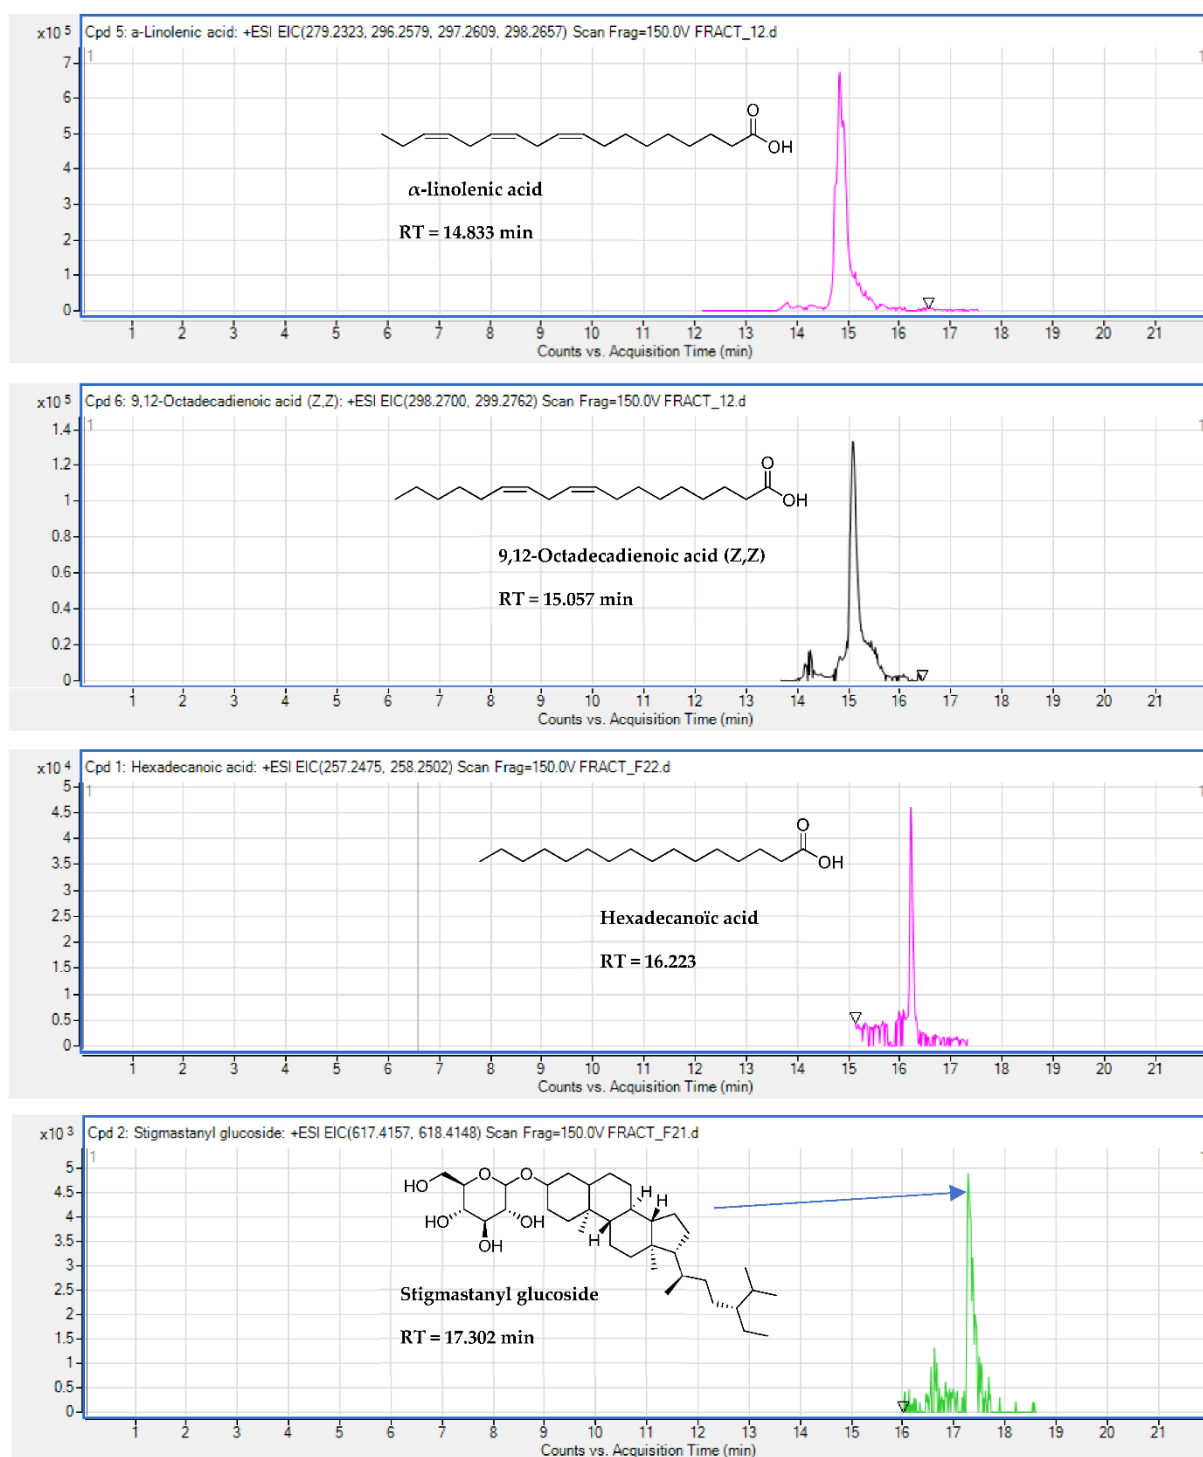 Cpd 5: a-Linolenic acid: +ESI EIC(279.2323, 296.2579, 297.2609, 298.2657) Scan Frag=150.0V FRACT_12.d
x10 5
1
1
7
6
5
4
3
2
1
0
O
OH
α-linolenic acid
RT = 14.833 min
1 2 3 4 5 6 7 8 9 10 11 12 13 14 15 16 17 18 19 20 21
Counts vs. Acquisition Time (min)
Cpd 6: 9,12-Octadecadienoic acid (Z,Z): +ESI EIC(298.2700, 299.2762) Scan Frag=150.0V FRACT_12.d
x10 5
1
1
1.4
1.2
1
0.8
0.6
0.4
0.2
0
O
OH
9,12-Octadecadienoic acid (Z,Z)
RT = 15.057 min
1 2 3 4 5 6 7 8 9 10 11 12 13 14 15 16 17 18 19 20 21
Counts vs. Acquisition Time (min)
Cpd 1: Hexadecanoic acid: +ESI EIC(257.2475, 258.2502) Scan Frag=150.0V FRACT_F22.d
x10 4
1
1
5
4.5
4
3.5
3
2.5
2
1.5
1
0.5
0
O
OH
Hexadecanoïc acid
RT = 16.223
1 2 3 4 5 6 7 8 9 10 11 12 13 14 15 16 17 18 19 20 21
Counts vs. Acquisition Time (min)
Cpd 2: Stigmastanyl glucoside: +ESI EIC(617.4157, 618.4148) Scan Frag=150.0V FRACT_F21.d
x10 3
1
1
5
4.5
4
3.5
3
2.5
2
1.5
1
0.5
0
HO O O
H H
HO OH
H
OH
Stigmastanyl glucoside
RT = 17.302 min
1 2 3 4 5 6 7 8 9 10 11 12 13 14 15 16 17 18 19 20 21
Counts vs. Acquisition Time (min)